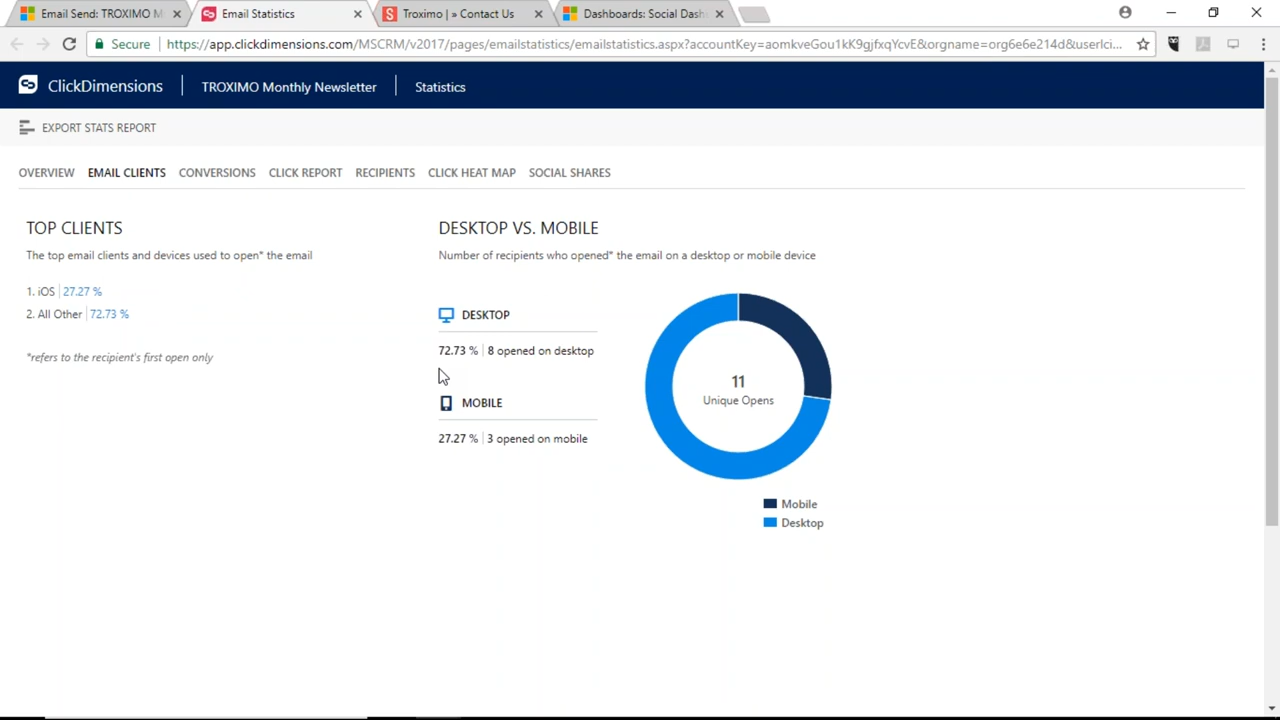 Email Send: TROXIMO M
Email Statistics
Troximo | » Contact Us
Dashboards: Social Dash
Secure
https://app.clickdimensions.com/MSCRM/v2017/pages/emailstatistics/emailstatistics.aspx?accountKey=aomkveGou1kK9gjfxqYcvE&orgname=org6e6e214d&userlci...
ClickDimensions
TROXIMO Monthly Newsletter
Statistics
EXPORT STATS REPORT
OVERVIEW EMAIL CLIENTS CONVERSIONS CLICK REPORT RECIPIENTS CLICK HEAT MAP SOCIAL SHARES
TOP CLIENTS
The top email clients and devices used to open* the email
1. iOS 27.27 %
2. All Other 72.73 %
*refers to the recipient's first open only
DESKTOP VS. MOBILE
Number of recipients who opened* the email on a desktop or mobile device
DESKTOP
72.73 % 8 opened on desktop
MOBILE
27.27 % 3 opened on mobile
11
Unique Opens
Mobile
Desktop